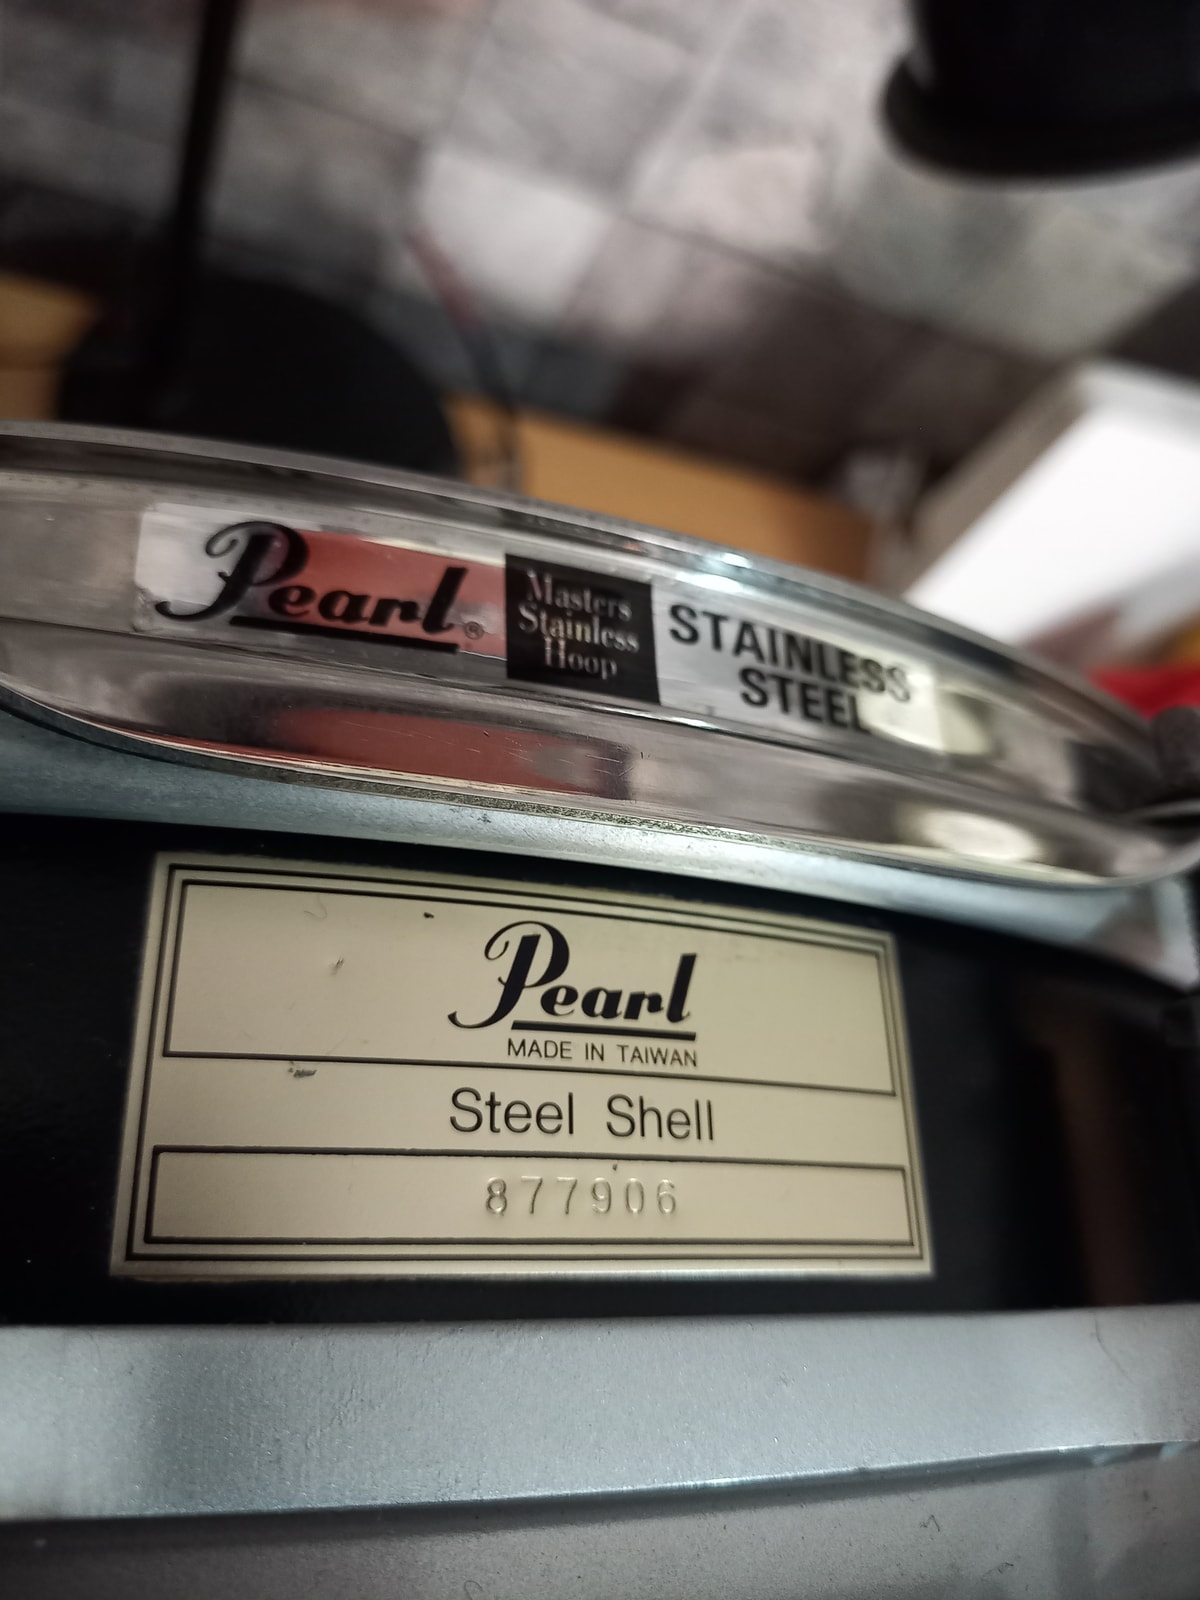 Pearl®
Masters
Stainless
Hoop
STAINLESS
STEEL
Pearl
MADE IN TAIWAN
Steel Shell
877906